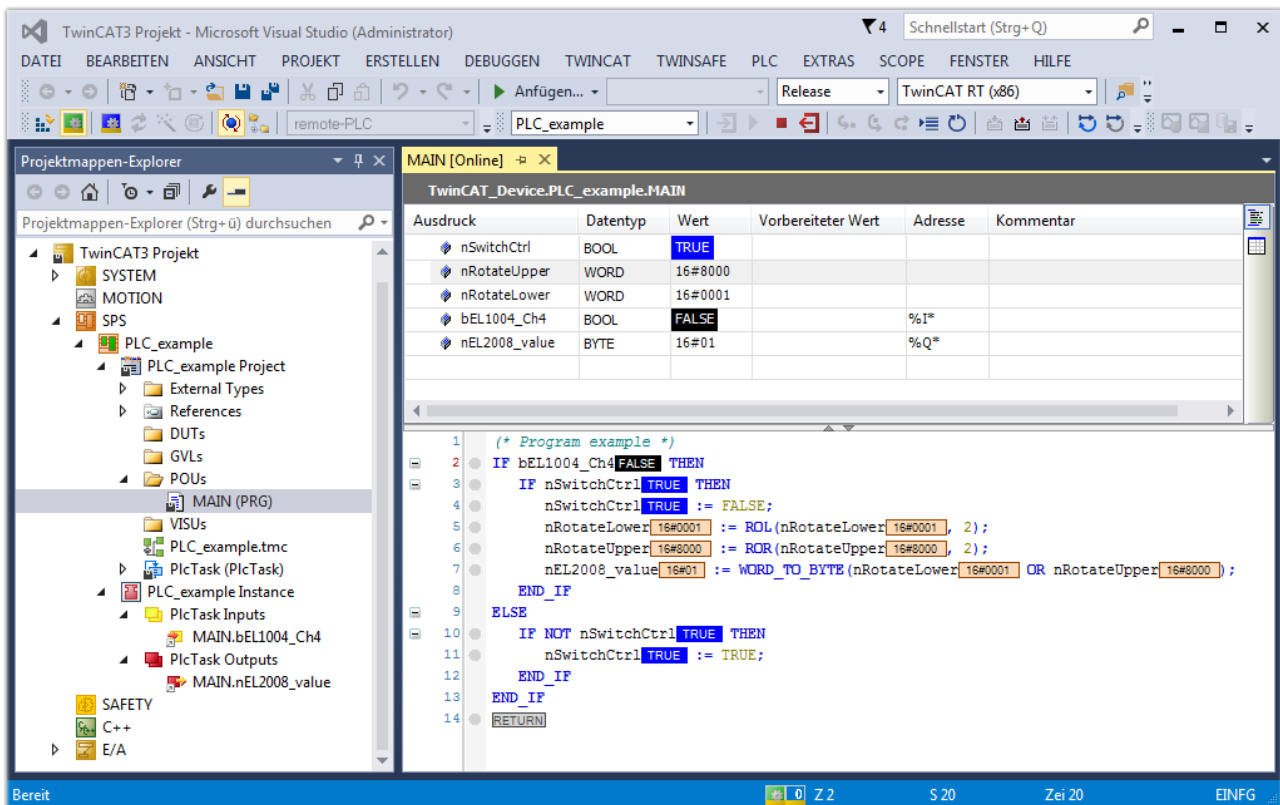 TwinCAT3 Projekt - Microsoft Visual Studio (Administrator)
4
Schnellstart (Strg+Q)
DATEI BEARBEITEN ANSICHT PROJEKT ERSTELLEN DEBUGGEN TWINCAT TWINSAFE PLC EXTRAS SCOPE FENSTER HILFE
Anfügen... Release TwinCAT RT (x86)
remote-PLC PLC_example
Projektmappen-Explorer
Projektmappen-Explorer (Strg+ü) durchsuchen
TwinCAT3 Projekt
SYSTEM
MOTION
SPS
PLC_example
PLC_example Project
External Types
References
DUTs
GVLs
POUs
MAIN (PRG)
VISUs
PLC_example.tmc
PlcTask (PlcTask)
PLC_example Instance
PlcTask Inputs
MAIN.bEL1004_Ch4
PlcTask Outputs
MAIN.nEL2008_value
SAFETY
C++
E/A
MAIN [Online]
TwinCAT_Device.PLC_example.MAIN
Ausdruck Datentyp Wert Vorbereiteter Wert Adresse Kommentar
nSwitchCtrl BOOL TRUE
nRotateUpper WORD 16#8000
nRotateLower WORD 16#0001
bEL1004_Ch4 BOOL FALSE %I*
nEL2008_value BYTE 16#01 %Q*
1 (* Program example *)
2 IF bEL1004_Ch4 FALSE THEN
3 IF nSwitchCtrl TRUE THEN
4 nSwitchCtrl TRUE := FALSE;
5 nRotateLower 16#0001 := ROL(nRotateLower 16#0001 , 2);
6 nRotateUpper 16#8000 := ROR(nRotateUpper 16#8000 , 2);
7 nEL2008_value 16#01 := WORD_TO_BYTE(nRotateLower 16#0001 OR nRotateUpper 16#8000 );
8 END_IF
9 ELSE
10 IF NOT nSwitchCtrl TRUE THEN
11 nSwitchCtrl TRUE := TRUE;
12 END_IF
13 END_IF
14 RETURN
Bereit 0 Z 2 S 20 Zei 20 EINFG